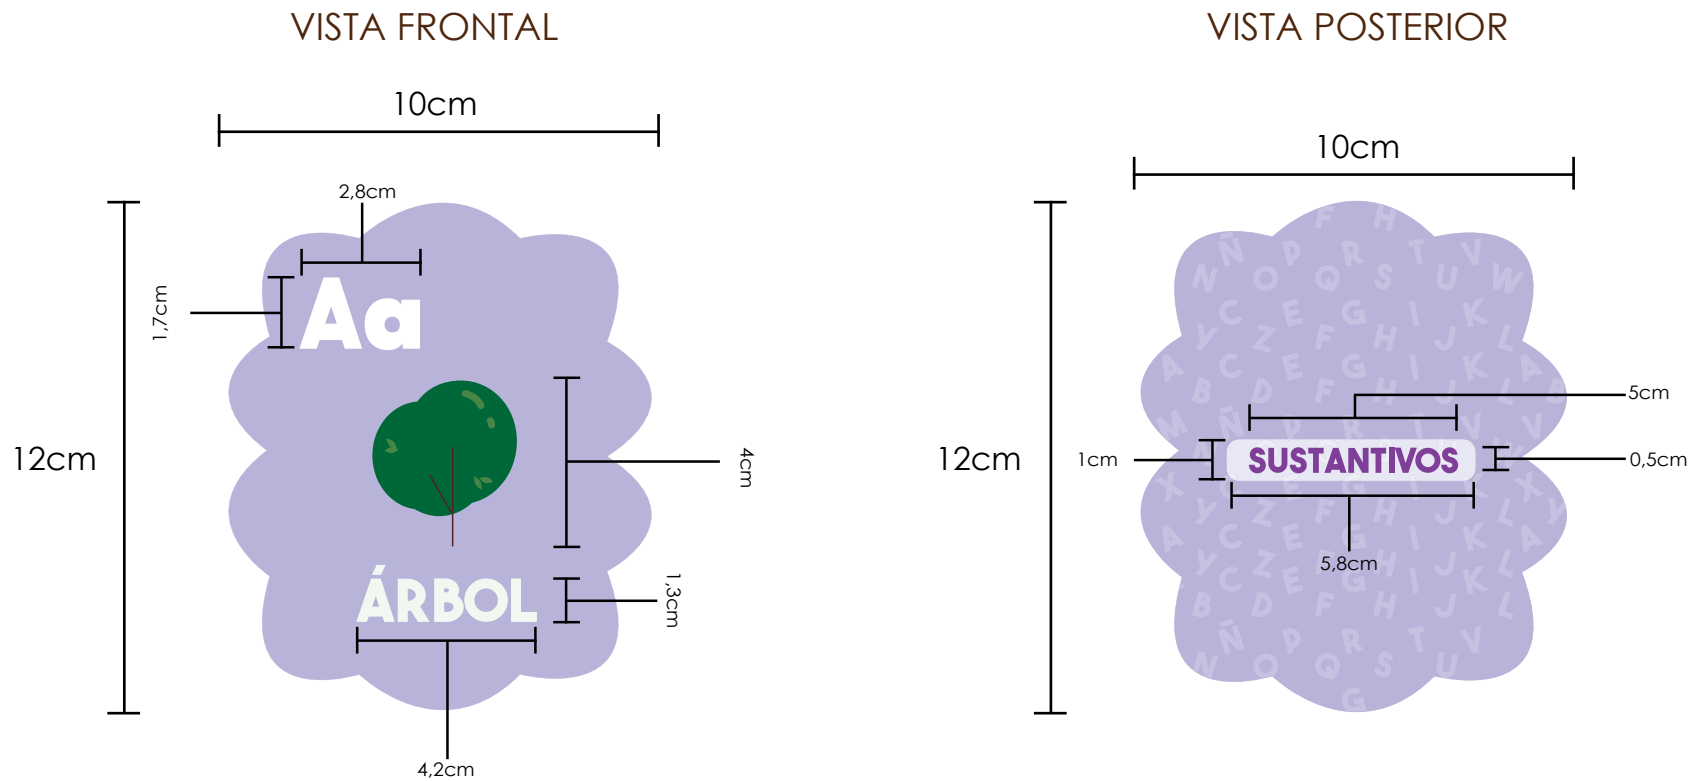 VISTA FRONTAL
10cm
2,8cm
1,7cm
Aa
12cm
4cm
ÁRBOL
1,3cm
4,2cm
VISTA POSTERIOR
10cm
F H
Ñ P R T V
N O Q S U W
C E G I K
Y Z F H J L
A C E G I K A
B D F H J L B
5cm
M Ñ P R T V V
12cm
1cm
SUSTANTIVOS
0,5cm
X X
Y Z F H J L Y
A C E G I K A
5,8cm
Y Z F H J L
C E G I K
B D F H J L
Ñ P R T V
N O Q S U
G